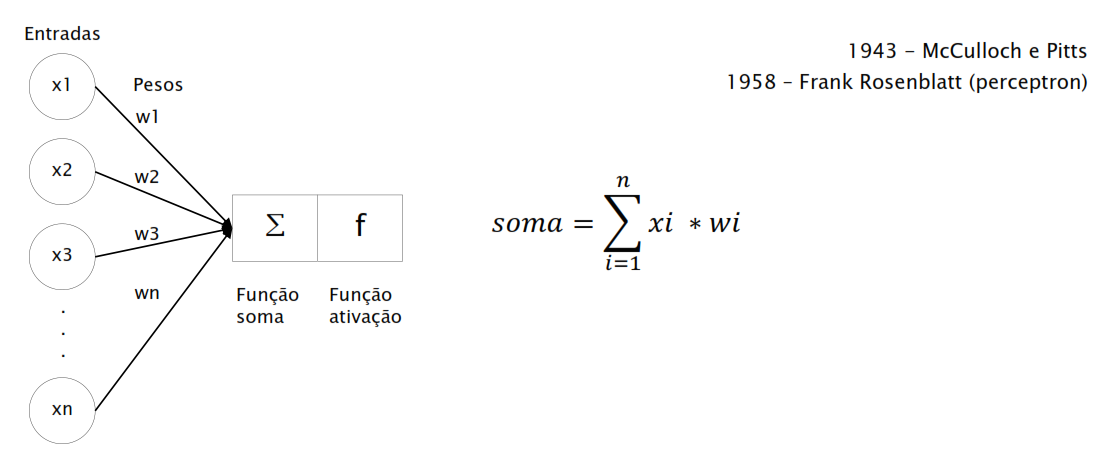 Entradas
x1
Pesos
w1
x2
w2
x3
w3
wn
.
.
.
xn
Σ
f
Função
soma
Função
ativação
1943 – McCulloch e Pitts
1958 – Frank Rosenblatt (perceptron)
n
soma = ∑ xi * wi
i=1